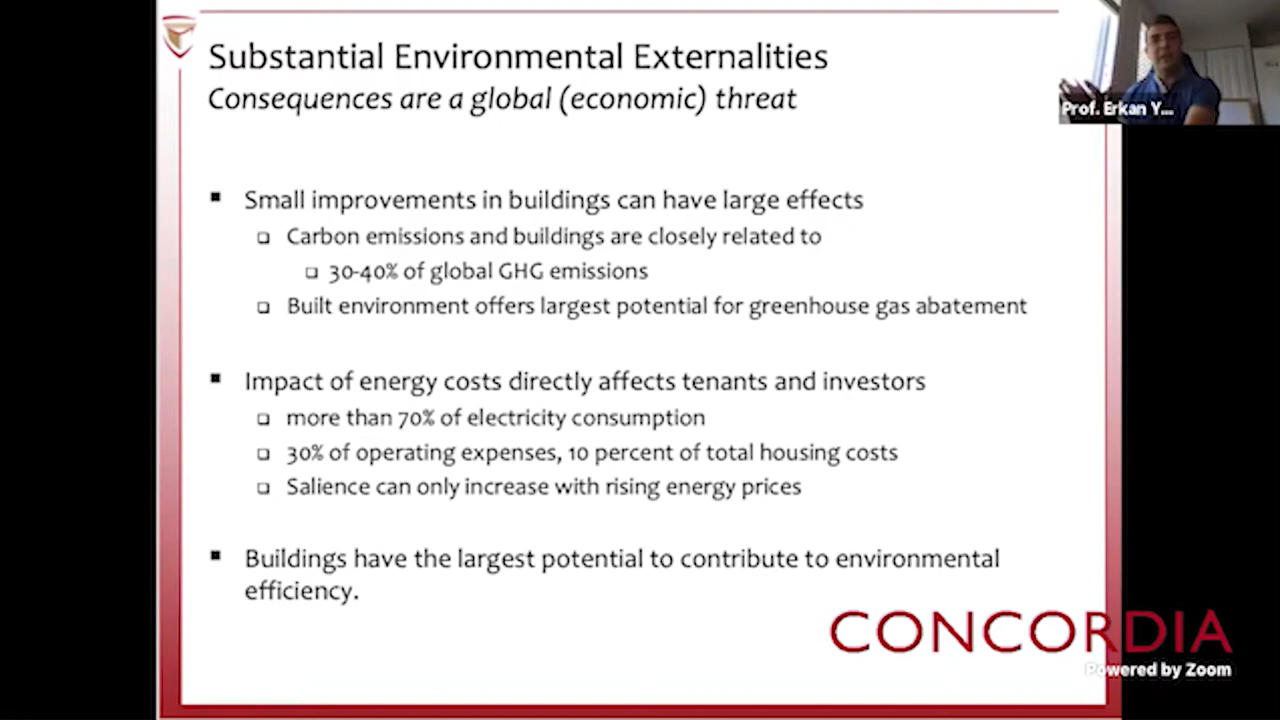 Substantial Environmental Externalities
Consequences are a global (economic) threat
Prof. Erkan Y...
Small improvements in buildings can have large effects
Carbon emissions and buildings are closely related to
30-40% of global GHG emissions
Built environment offers largest potential for greenhouse gas abatement
Impact of energy costs directly affects tenants and investors
more than 70% of electricity consumption
30% of operating expenses, 10 percent of total housing costs
Salience can only increase with rising energy prices
Buildings have the largest potential to contribute to environmental
efficiency.
CONCORDIA
Powered by Zoom